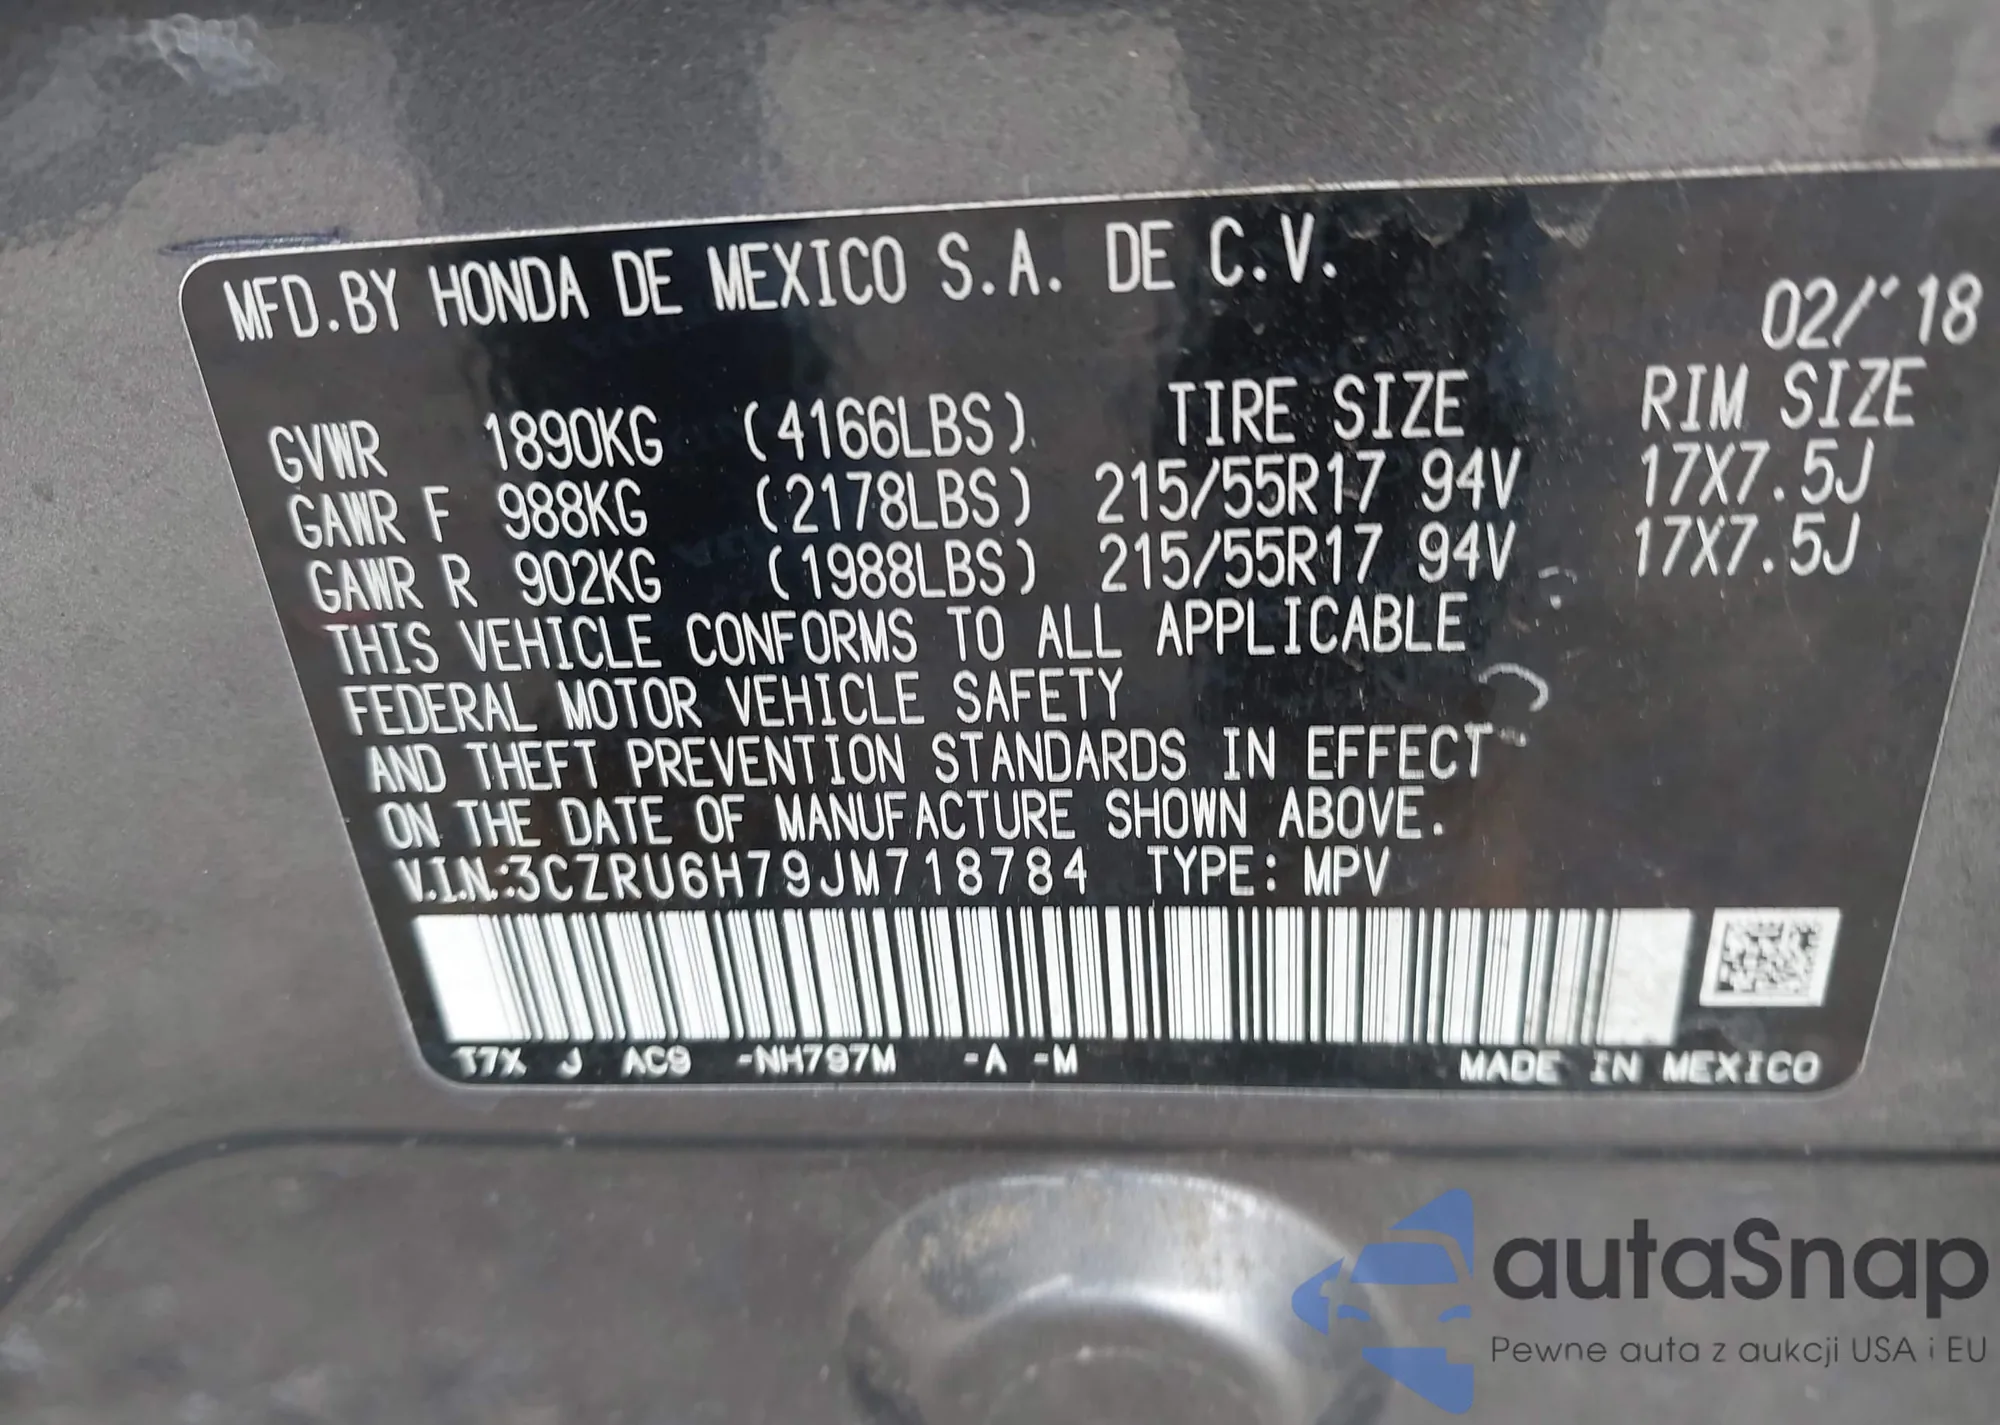 MFD.BY HONDA DE MEXICO S.A. DE C.V.
02/'18
GVWR 1890KG (4166LBS) TIRE SIZE RIM SIZE
GAWR F 988KG (2178LBS) 215/55R17 94V 17X7.5J
GAWR R 902KG (1988LBS) 215/55R17 94V 17X7.5J
THIS VEHICLE CONFORMS TO ALL APPLICABLE
FEDERAL MOTOR VEHICLE SAFETY
AND THEFT PREVENTION STANDARDS IN EFFECT
ON THE DATE OF MANUFACTURE SHOWN ABOVE.
V.I.N.:3CZRU6H79JM718784 TYPE: MPV
T7X J AC9 -NH797M -A -M MADE IN MEXICO
autaSnap
Pewne auta z aukcji USA i EU